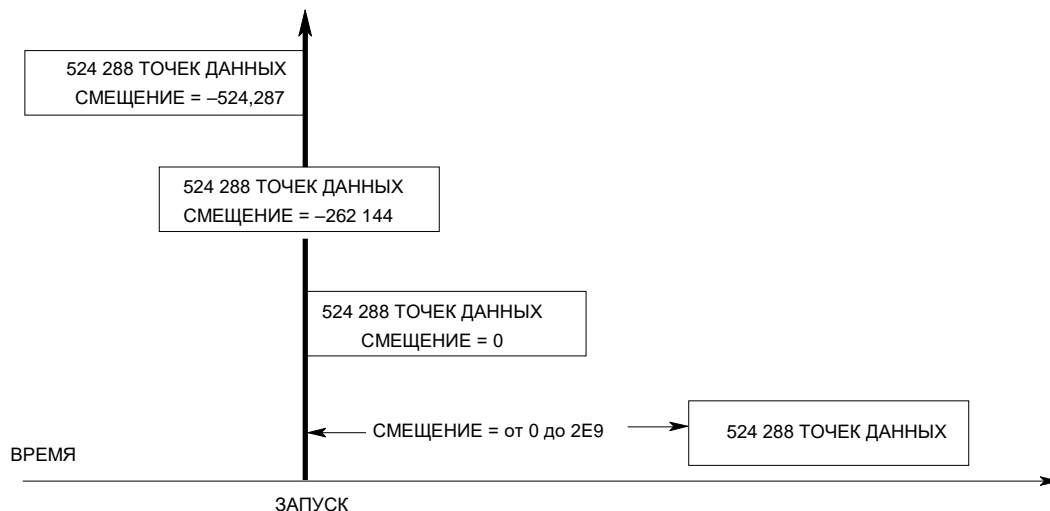 524 288 ТОЧЕК ДАННЫХ
СМЕЩЕНИЕ = –524,287
524 288 ТОЧЕК ДАННЫХ
СМЕЩЕНИЕ = –262 144
524 288 ТОЧЕК ДАННЫХ
СМЕЩЕНИЕ = 0
СМЕЩЕНИЕ = от 0 до 2E9
524 288 ТОЧЕК ДАННЫХ
ВРЕМЯ
ЗАПУСК